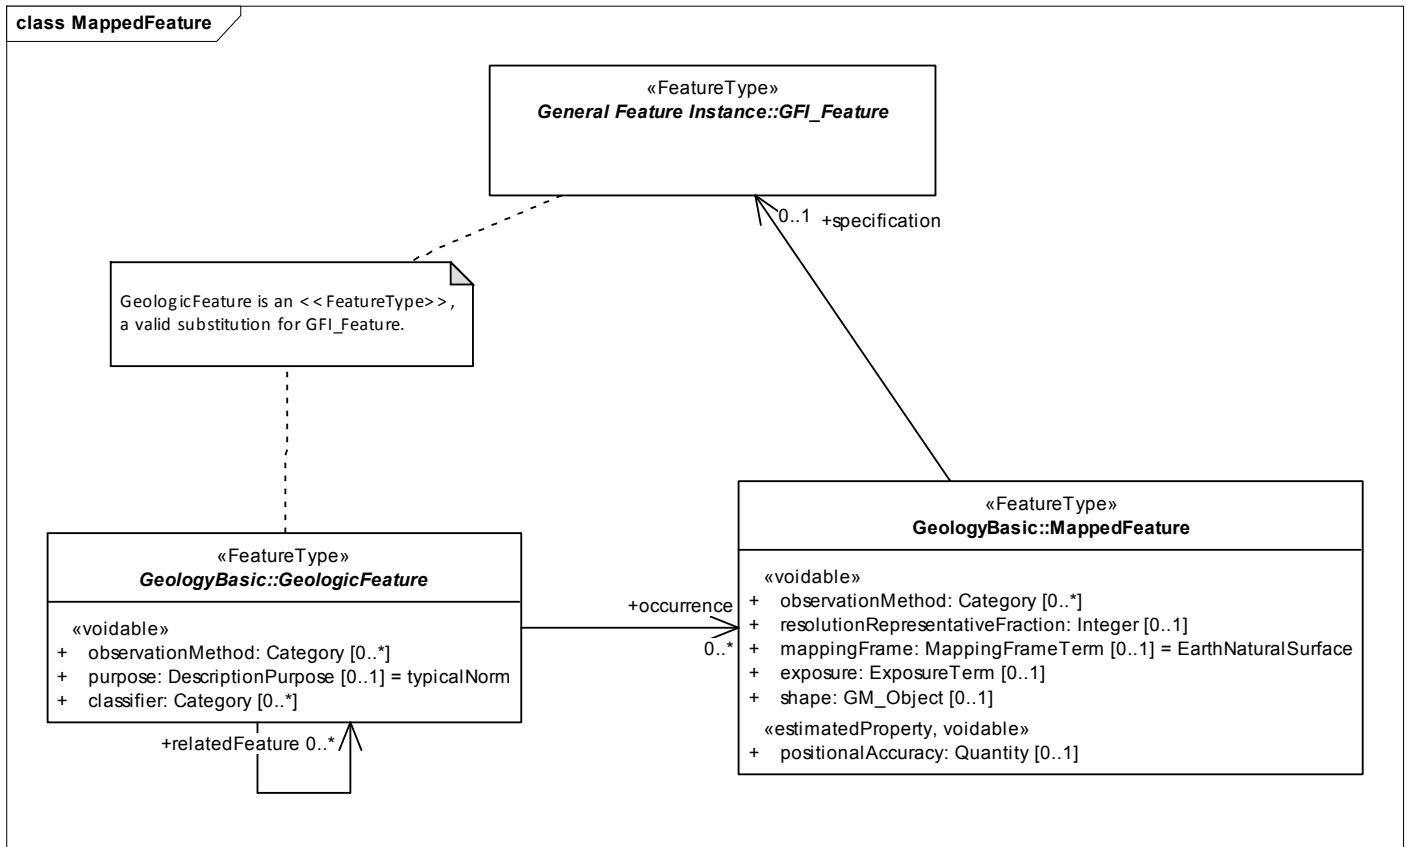 class MappedFeature
«FeatureType»
General Feature Instance::GFI_Feature
0..1 +specification
GeologicFeature is an <<FeatureType>>,
a valid substitution for GFI_Feature.
«FeatureType»
GeologyBasic::MappedFeature
«voidable»
+ observationMethod: Category [0..*]
+ resolutionRepresentativeFraction: Integer [0..1]
+ mappingFrame: MappingFrameTerm [0..1] = EarthNaturalSurface
+ exposure: ExposureTerm [0..1]
+ shape: GM_Object [0..1]
«estimatedProperty, voidable»
+ positionalAccuracy: Quantity [0..1]
«FeatureType»
GeologyBasic::GeologicFeature
«voidable»
+ observationMethod: Category [0..*]
+ purpose: DescriptionPurpose [0..1] = typicalNorm
+ classifier: Category [0..*]
+occurrence
0..*
+relatedFeature 0..*